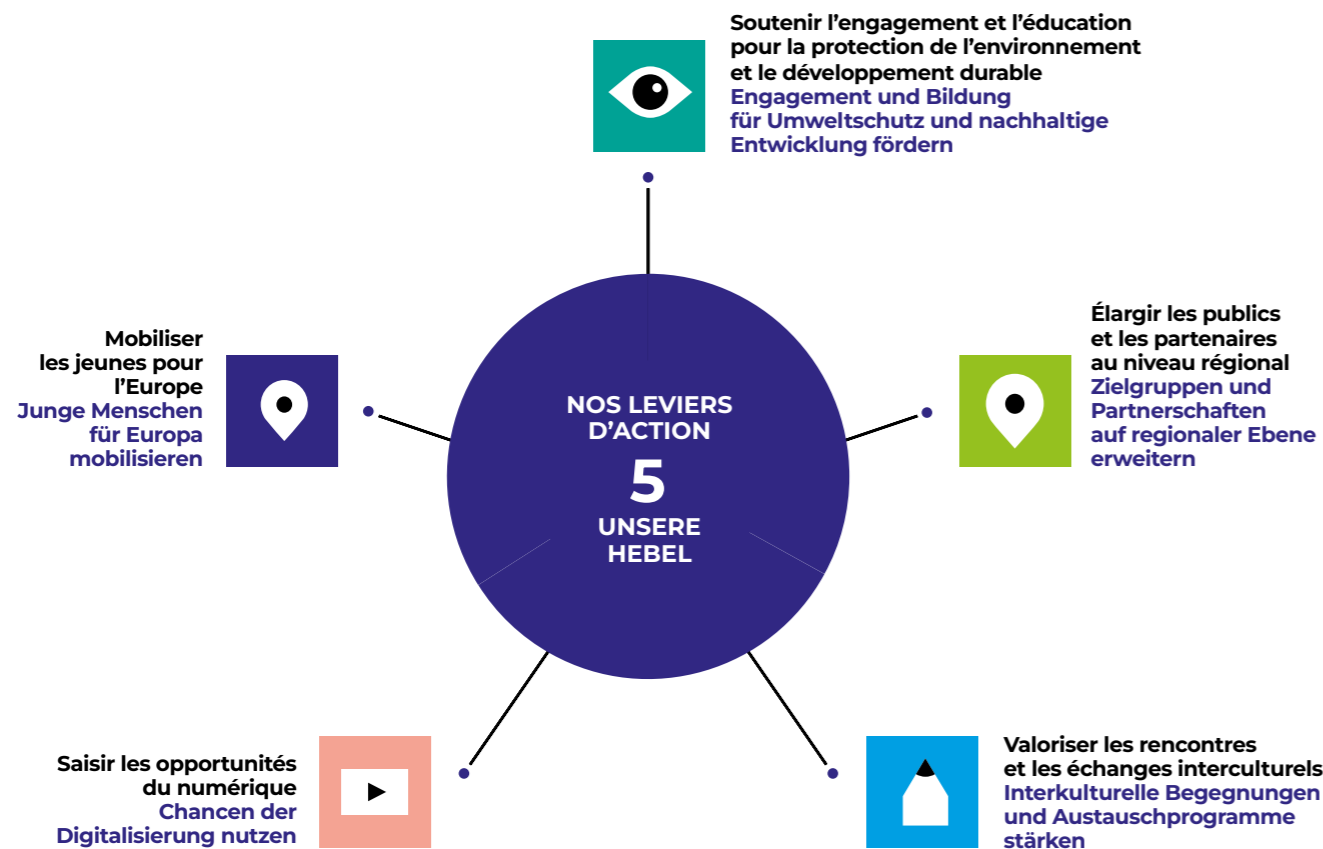 Soutenir l’engagement et l’éducation
pour la protection de l’environnement
et le développement durable
Engagement und Bildung
für Umweltschutz und nachhaltige
Entwicklung fördern
Mobiliser
les jeunes pour
l’Europe
Junge Menschen
für Europa
mobilisieren
NOS LEVIERS
D’ACTION
5
UNSERE
HEBEL
Élargir les publics
et les partenaires
au niveau régional
Zielgruppen und
Partnerschaften
auf regionaler Ebene
erweitern
Saisir les opportunités
du numérique
Chancen der
Digitalisierung nutzen
Valoriser les rencontres
et les échanges interculturels
Interkulturelle Begegnungen
und Austauschprogramme
stärken